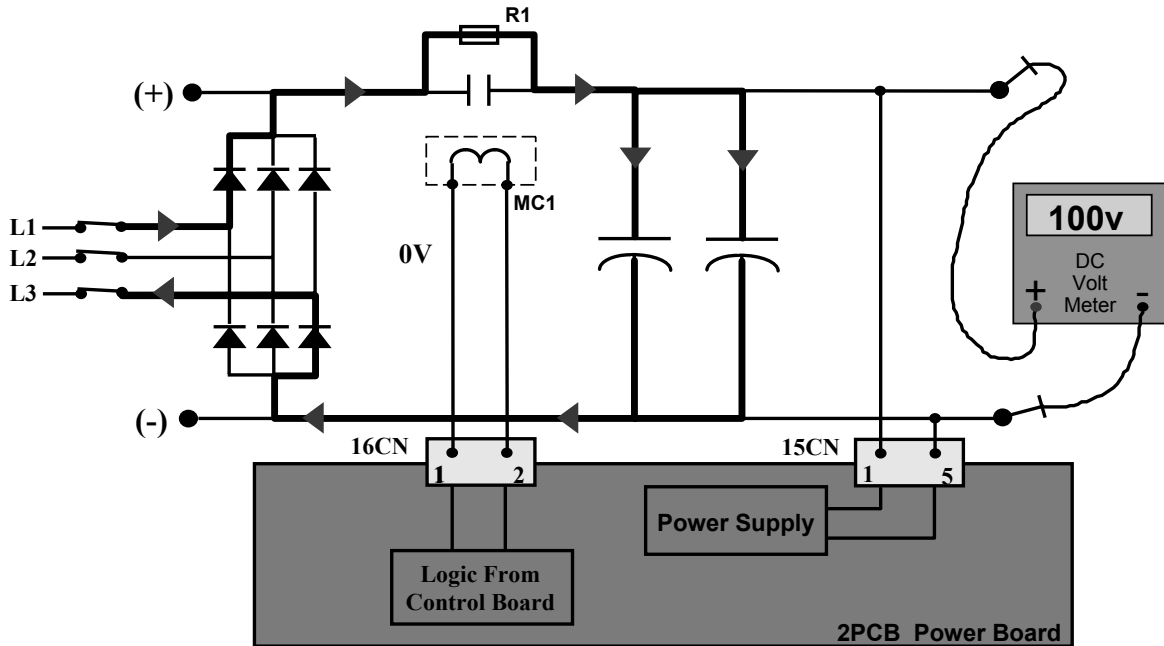 R1
(+)
MC1
L1
L2
L3
0V
100v
DC
Volt
Meter
+
-
(-)
16CN
1
2
15CN
1
5
Power Supply
Logic From
Control Board
2PCB Power Board